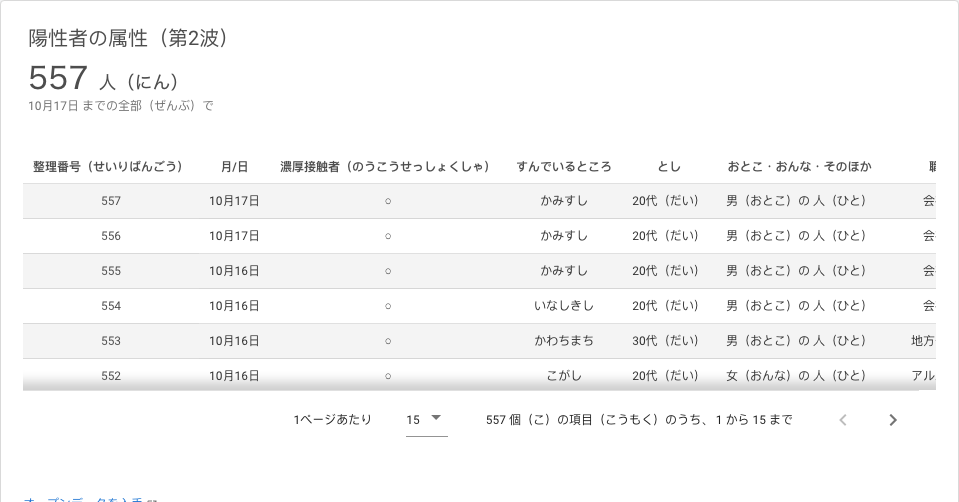 陽性者の属性（第2波）
557 人（にん）
10月17日 までの全部（ぜんぶ）で
整理番号（せいりばんごう） 月/日 濃厚接触者（のうこうせっしょくしゃ） すんでいるところ とし おとこ・おんな・そのほか
557 10月17日 ○ かみすし 20代（だい） 男（おとこ）の 人（ひと） 会
556 10月17日 ○ かみすし 20代（だい） 男（おとこ）の 人（ひと） 会
555 10月16日 ○ かみすし 20代（だい） 男（おとこ）の 人（ひと） 会
554 10月16日 ○ いなしきし 20代（だい） 男（おとこ）の 人（ひと） 会
553 10月16日 ○ かわちまち 30代（だい） 男（おとこ）の 人（ひと） 地方
552 10月16日 ○ こがし 20代（だい） 女（おんな）の 人（ひと） アル
1ページあたり 15 557 個（こ）の項目（こうもく）のうち、 1 から 15 まで
オープンデータを入手